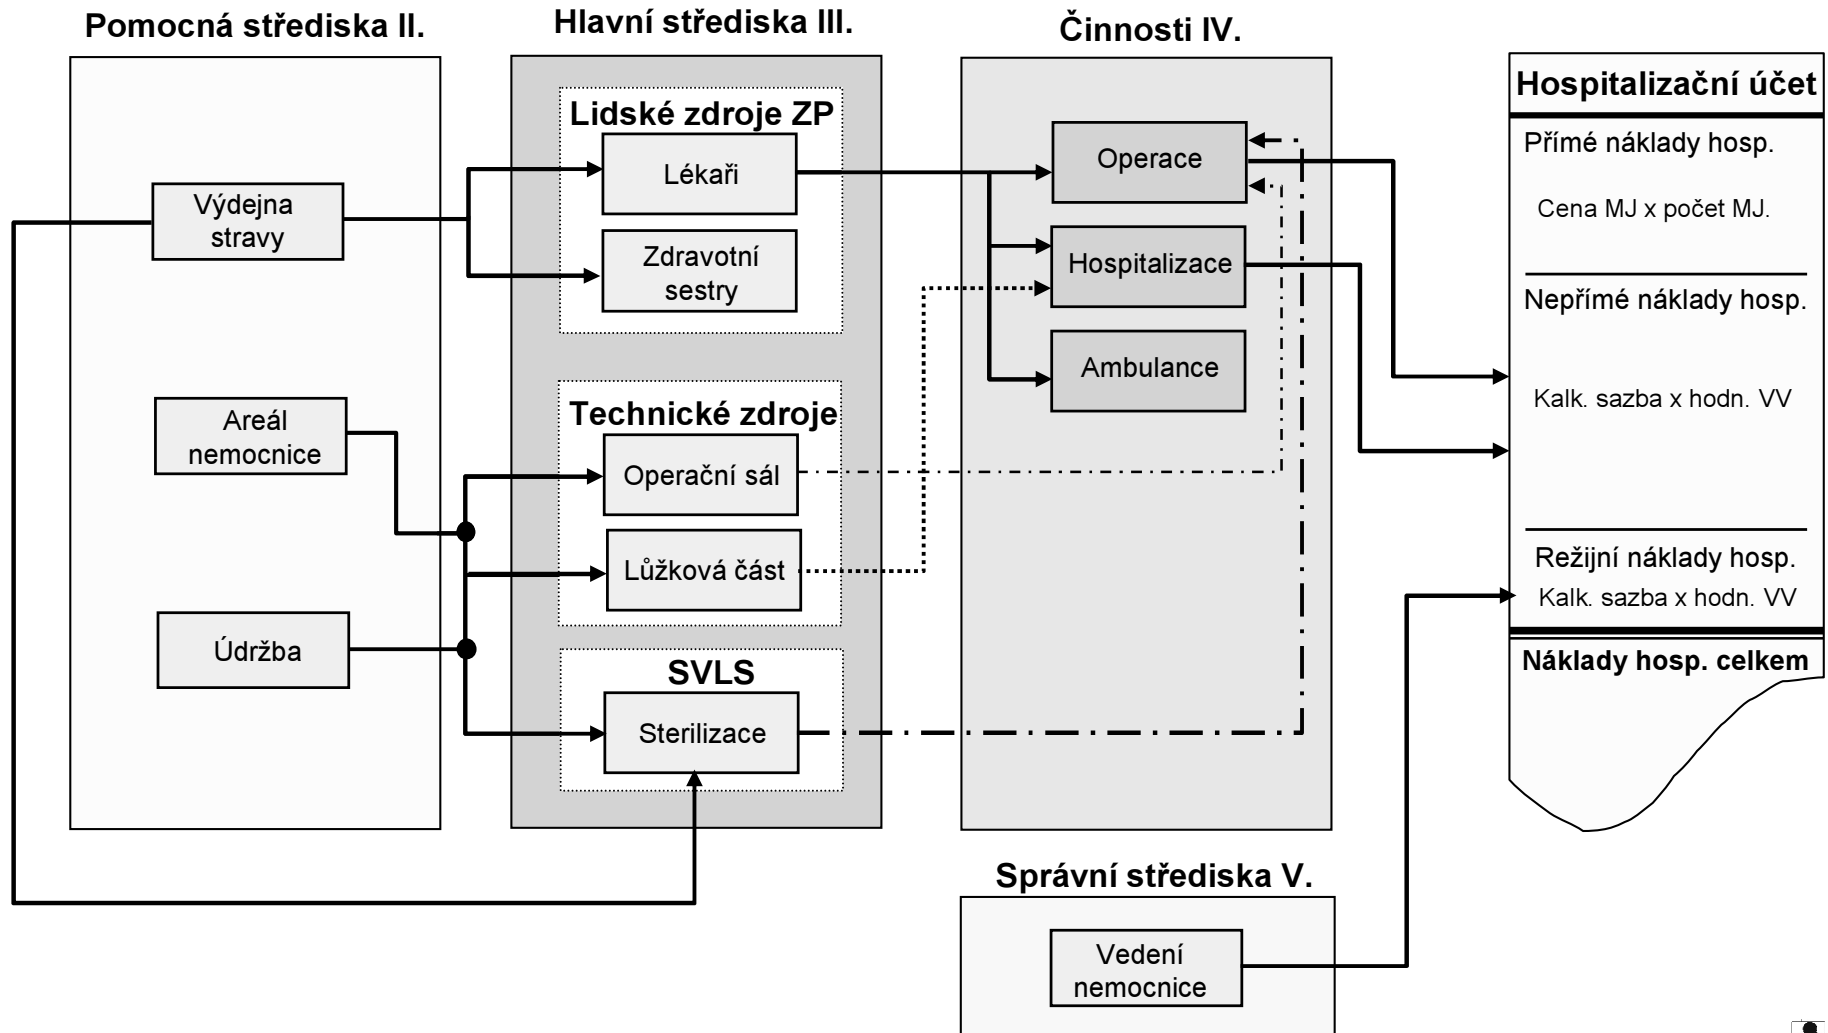 Pomocná střediska II.
Výdejna
stravy
Areál
nemocnice
Údržba
Hlavní střediska III.
Lidské zdroje ZP
Lékaři
Zdravotní
sestry
Technické zdroje
Operační sál
Lůžková část
SVLS
Sterilizace
Činnosti IV.
Operace
Hospitalizace
Ambulance
Správní střediska V.
Vedení
nemocnice
Hospitalizační účet
Přímé náklady hosp.
Cena MJ x počet MJ.
Nepřímé náklady hosp.
Kalk. sazba x hodn. VV
Režijní náklady hosp.
Kalk. sazba x hodn. VV
Náklady hosp. celkem